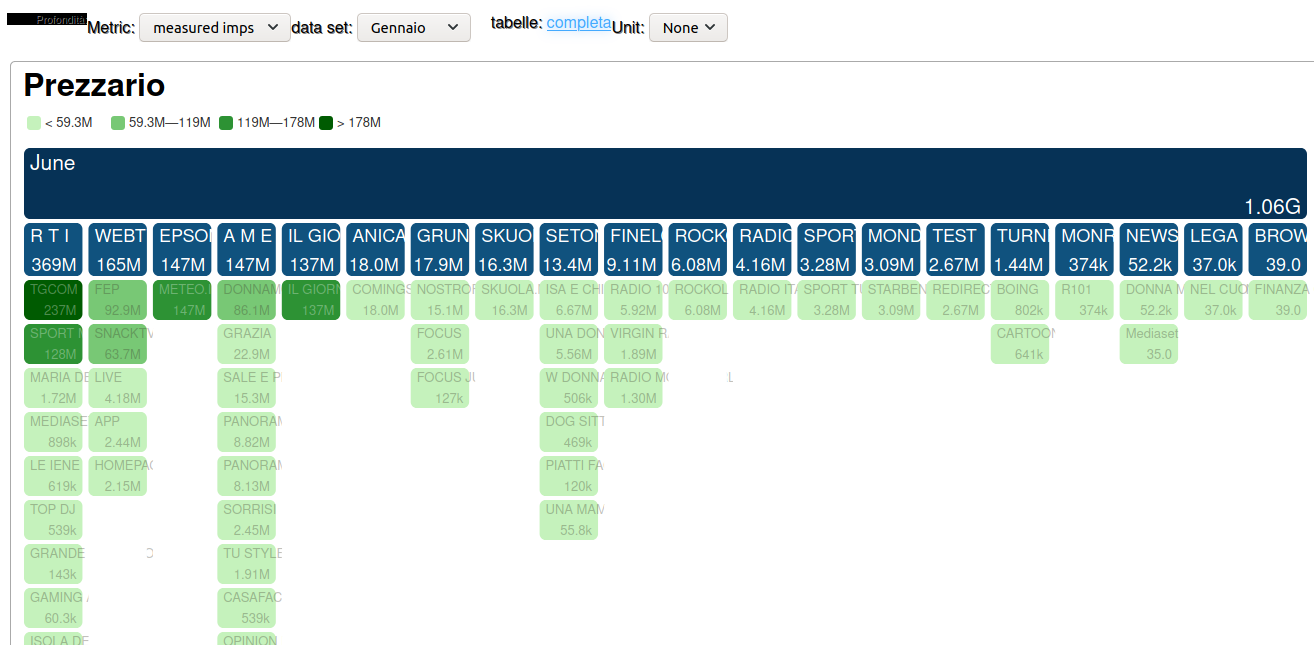 Profondità Metric: measured imps data set: Gennaio tabelle: completa Unit: None
Prezzario
< 59.3M 59.3M—119M 119M—178M > 178M
June
1.06G
R T I WEBT EPSO A M E IL GIO ANICA GRUN SKUO SETO FINEL ROCK RADIO SPOR MOND TEST TURN MONR NEWS LEGA BROW
369M 165M 147M 147M 137M 18.0M 17.9M 16.3M 13.4M 9.11M 6.08M 4.16M 3.28M 3.09M 2.67M 1.44M 374k 52.2k 37.0k 39.0
TGCOM FEP METEO. DONNAM IL GIORN COMINGS NOSTROF SKUOLA. ISA E CHI RADIO 10 ROCKOL RADIO ITA SPORT TU STARBEN REDIREC BOING R101 DONNA M NEL CUO FINANZA
237M 92.9M 147M 86.1M 137M 18.0M 15.1M 16.3M 6.67M 5.92M 6.08M 4.16M 3.28M 3.09M 2.67M 802k 374k 52.2k 37.0k 39.0
SPORT M SNACKTV GRAZIA FOCUS UNA DON VIRGIN R CARTOON Mediaset
128M 63.7M 22.9M 2.61M 5.56M 1.89M 641k 35.0
MARIA DE LIVE SALE E P FOCUS JU W DONNA RADIO MO
1.72M 4.18M 15.3M 127k 506k 1.30M
MEDIASE APP PANORAM DOG SITT
898k 2.44M 8.82M 469k
LE IENE HOMEPAG PANORAM PIATTI FA
619k 2.15M 8.13M 120k
TOP DJ SORRISI UNA MAM
539k 2.45M 55.8k
GRANDE TU STYLE
143k 1.91M
GAMING CASAFAC
60.3k 539k
ISOLA DE OPINION